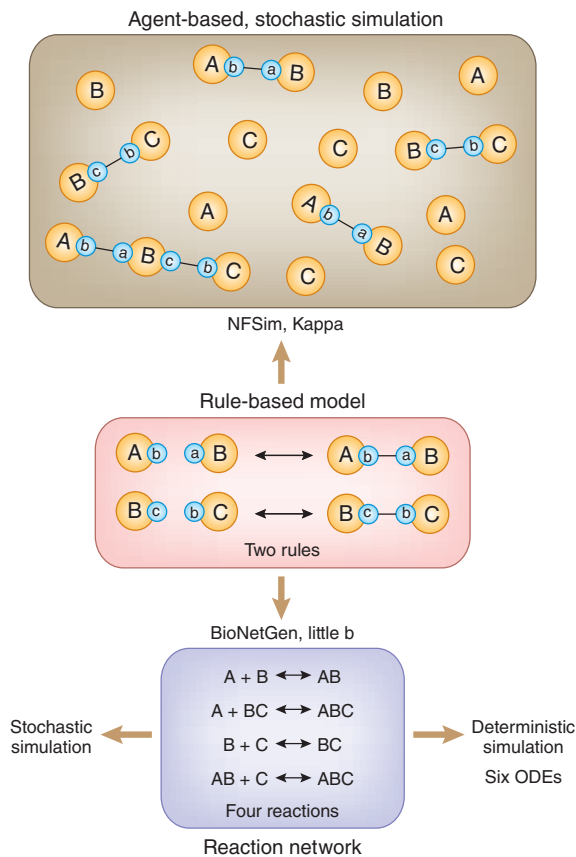 Agent-based, stochastic simulation
A b a B
B
B
A
B c b C
C
C
B c b C
A
A b a B
A
A b a B c b C
C
C
NFSim, Kappa
Rule-based model
A b a B ↔ A b a B
B c b C ↔ B c b C
Two rules
BioNetGen, little b
A + B ↔ AB
A + BC ↔ ABC
B + C ↔ BC
AB + C ↔ ABC
Four reactions
Stochastic
simulation
Deterministic
simulation
Six ODEs
Reaction network